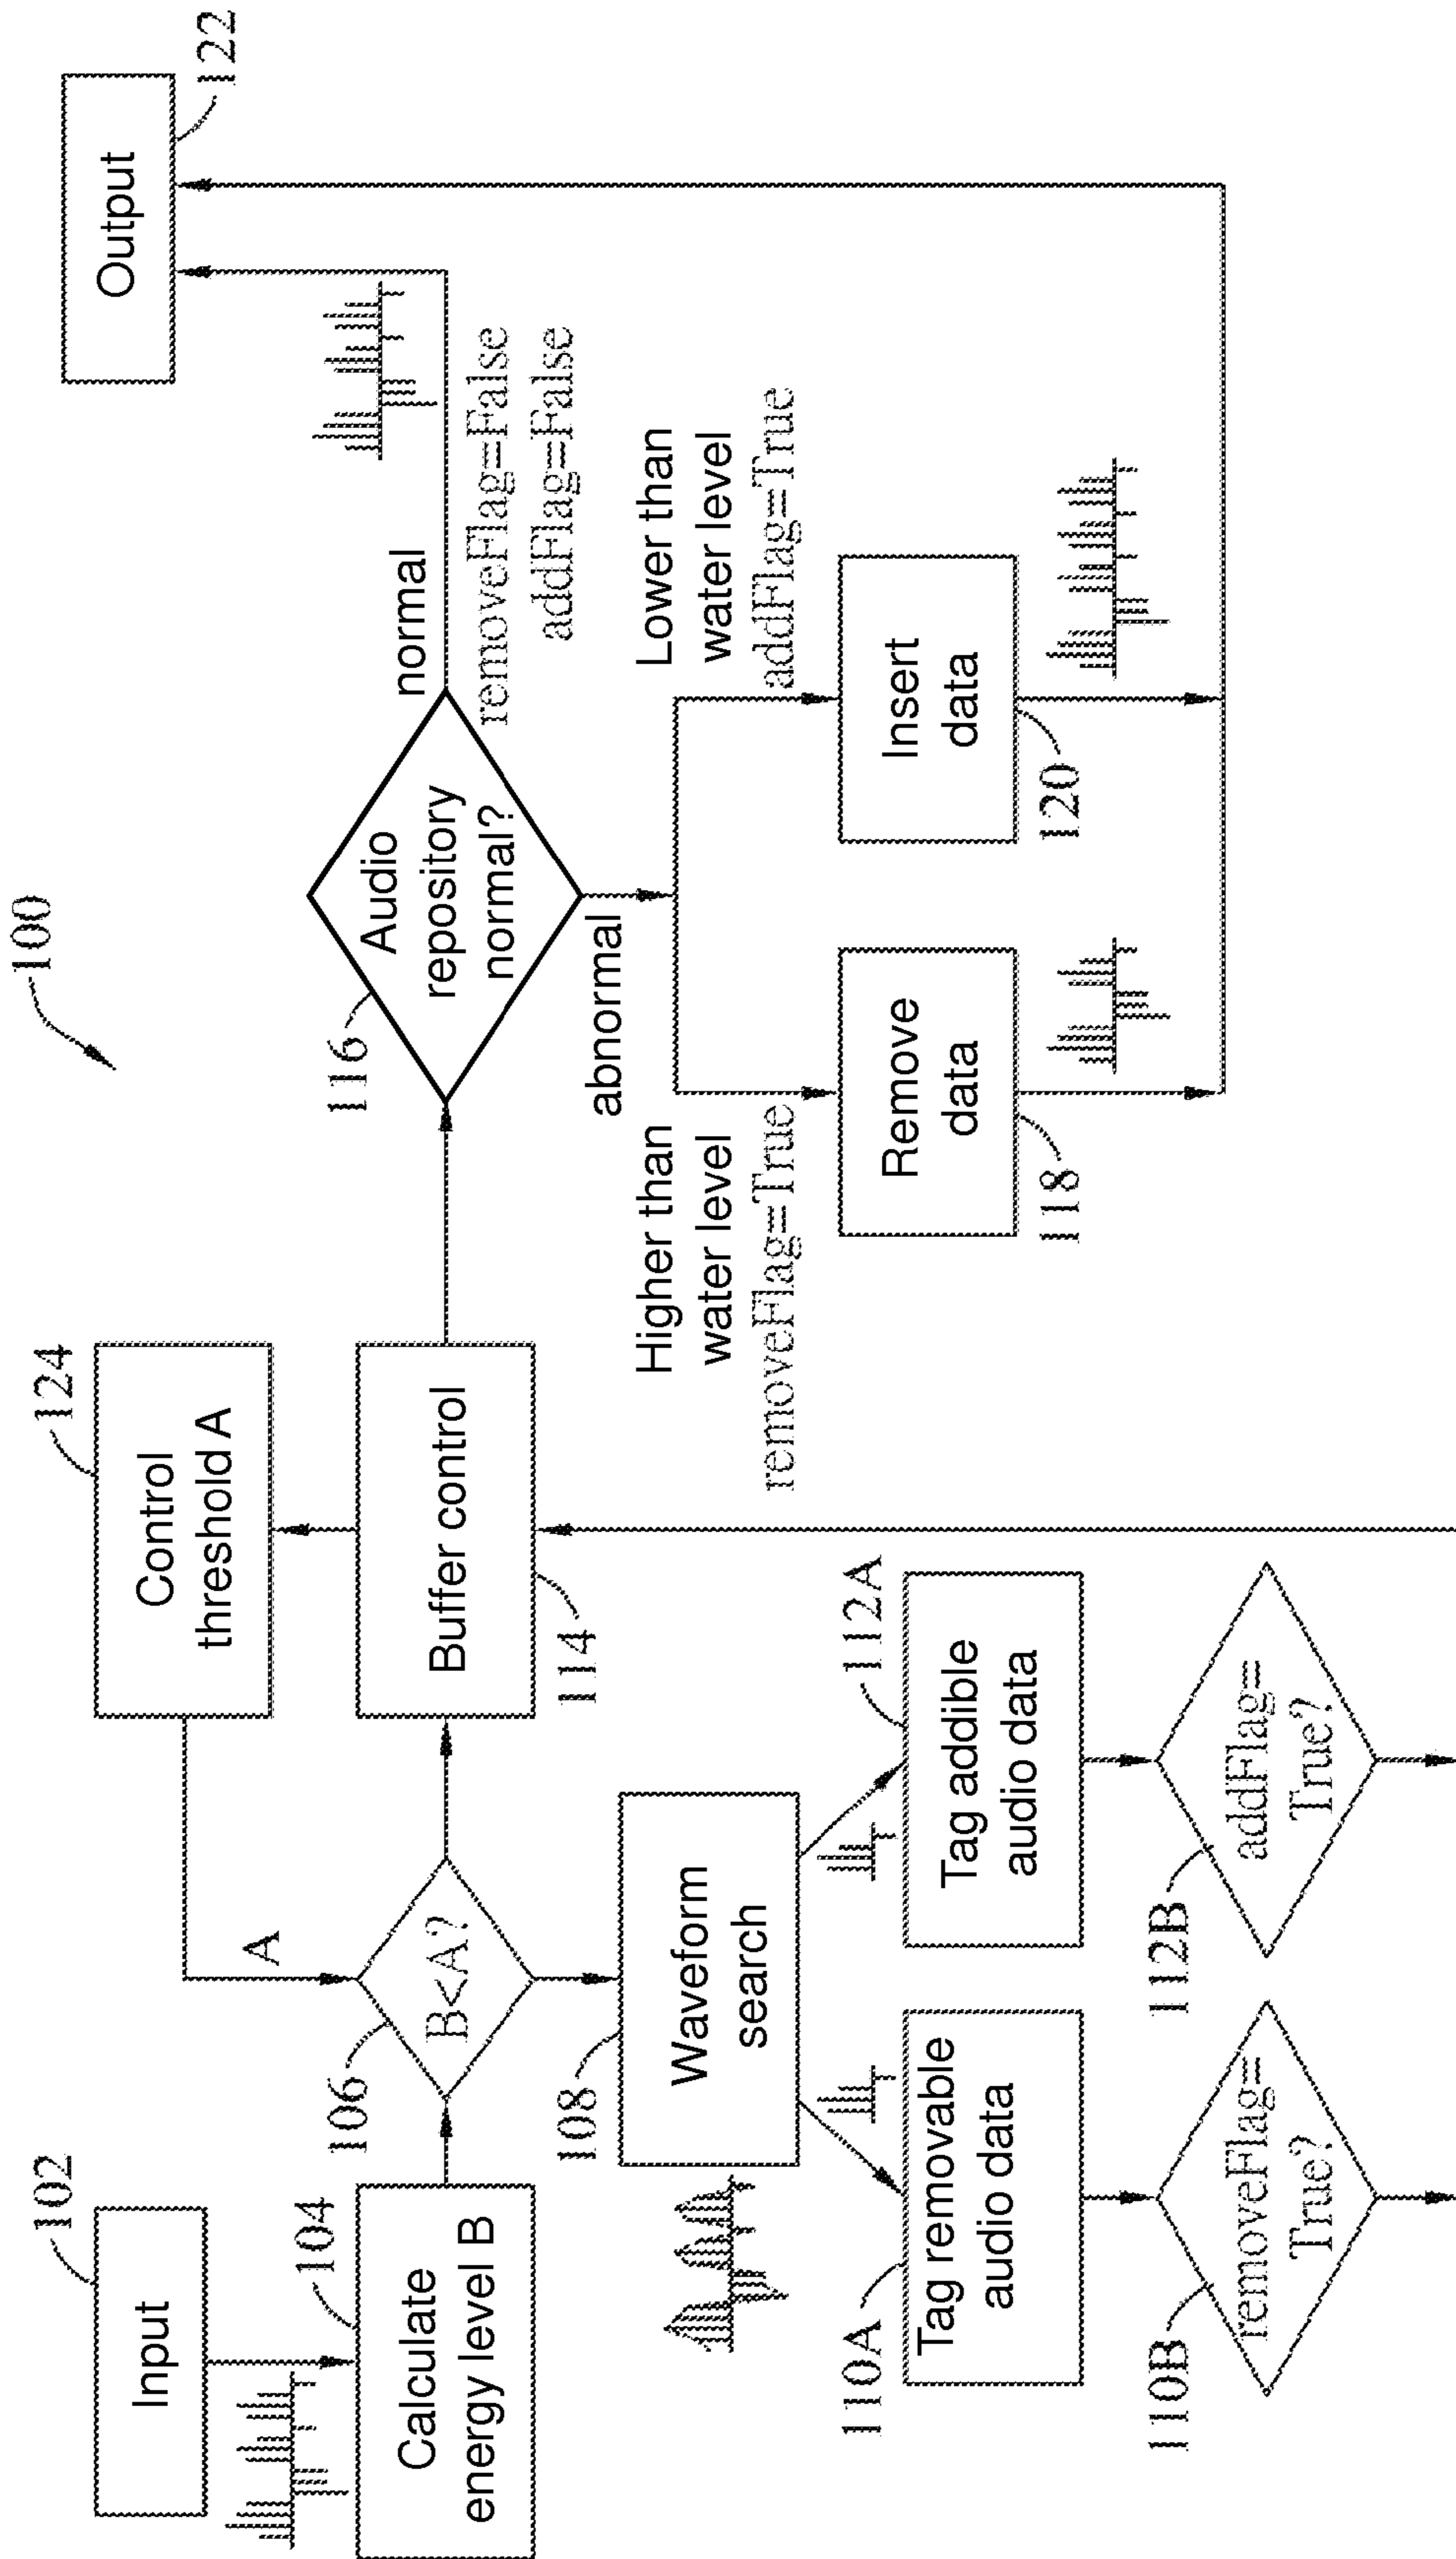 100
102
Input
104
Calculate
energy level B
106
B<A?
A
124
Control
threshold A
Buffer control
114
108
Waveform
search
110A
Tag removable
audio data
110B
removeFlag=
True?
112A
Tag addible
audio data
112B
addFlag=
True?
116
Audio
repository
normal?
normal
removeFlag=False
addFlag=False
abnormal
Higher than
water level
removeFlag=True
Remove
data
118
Lower than
water level
addFlag=True
Insert
data
120
Output
122